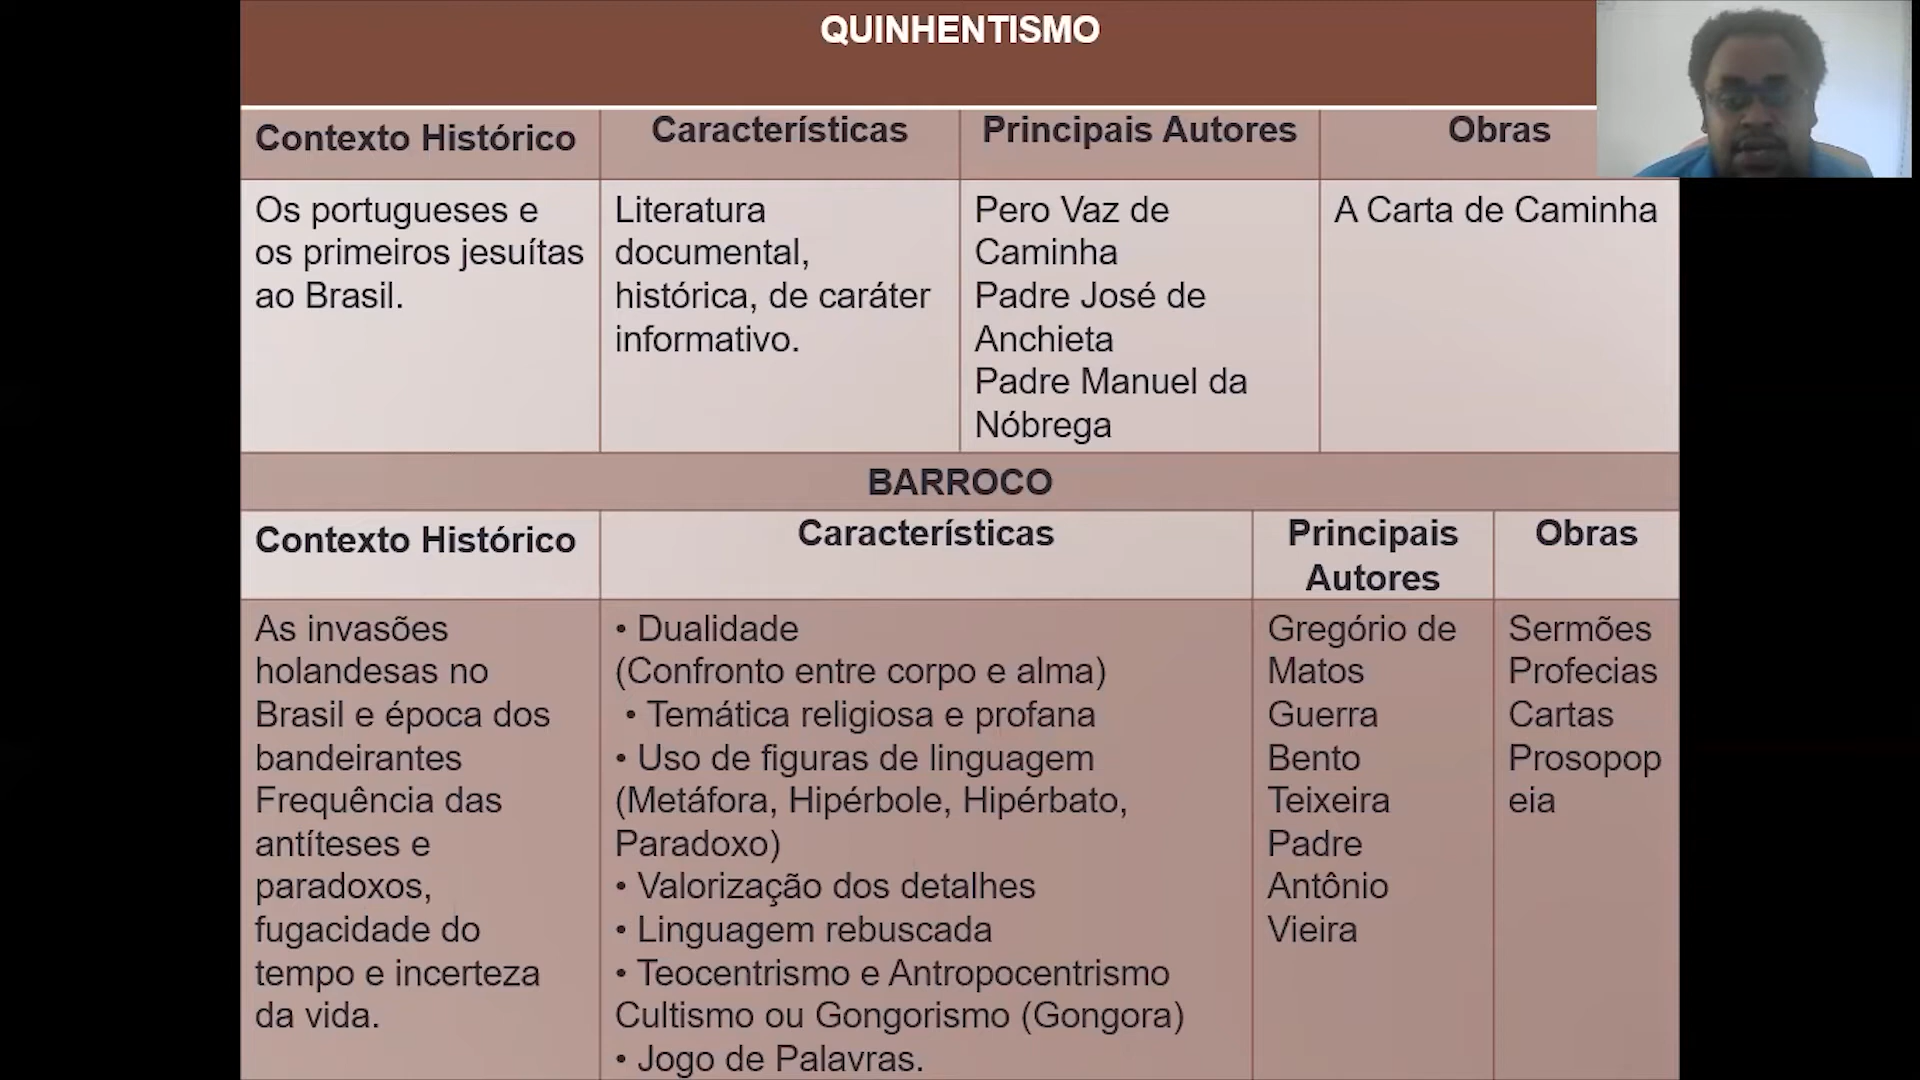 QUINHENTISMO
Contexto Histórico
Características
Principais Autores
Obras
Os portugueses e
os primeiros jesuítas
ao Brasil.
Literatura
documental,
histórica, de caráter
informativo.
Pero Vaz de
Caminha
Padre José de
Anchieta
Padre Manuel da
Nóbrega
A Carta de Caminha
BARROCO
Contexto Histórico
Características
Principais
Autores
Obras
As invasões
holandesas no
Brasil e época dos
bandeirantes
Frequência das
antíteses e
paradoxos,
fugacidade do
tempo e incerteza
da vida.
• Dualidade
(Confronto entre corpo e alma)
• Temática religiosa e profana
• Uso de figuras de linguagem
(Metáfora, Hipérbole, Hipérbato,
Paradoxo)
• Valorização dos detalhes
• Linguagem rebuscada
• Teocentrismo e Antropocentrismo
Cultismo ou Gongorismo (Gongora)
• Jogo de Palavras.
Gregório de
Matos
Guerra
Bento
Teixeira
Padre
Antônio
Vieira
Sermões
Profecias
Cartas
Prosopop
eia